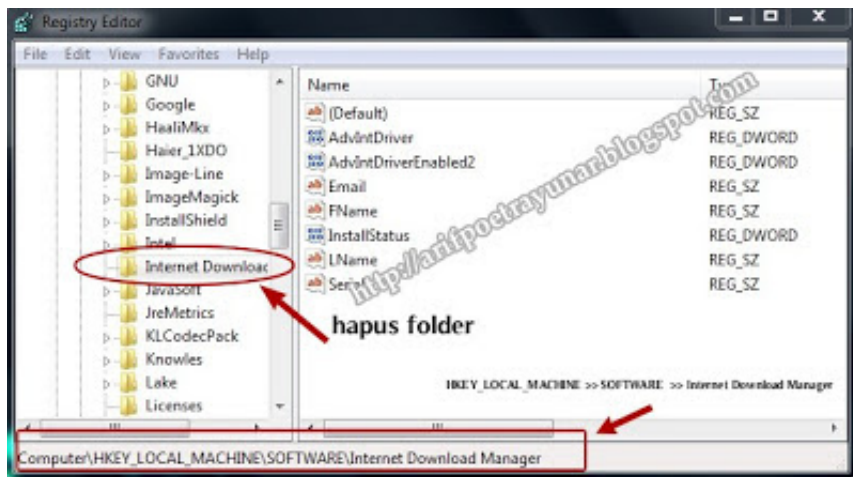 Registry Editor
File Edit View Favorites Help
GNU
Google
HaaliMkx
Haier_1XDO
Image-Line
ImageMagick
InstallShield
Intel
Internet Downloac
JavaSoft
JreMetrics
KLCodecPack
Knowles
Lake
Licenses
Name
(Default) REG_SZ
AdvIntDriver REG_DWORD
AdvIntDriverEnabled2 REG_DWORD
Email REG_SZ
FName REG_SZ
InstallStatus REG_DWORD
LName REG_SZ
REG_SZ
http://arifpoetrayunar.blogspot.com
hapus folder
HKEY_LOCAL_MACHINE >> SOFTWARE >> Internet Download Manager
Computer\HKEY_LOCAL_MACHINE\SOFTWARE\Internet Download Manager